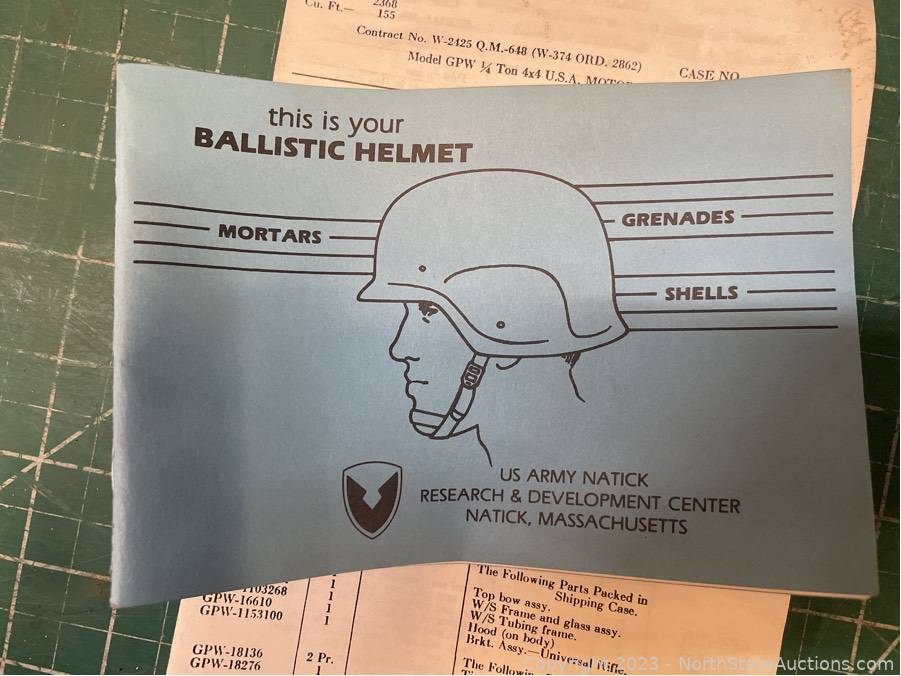 Cu. Ft.— 2368
155
Contract No. W-2425 Q.M.-648 (W-374 ORD. 2862)
Model GPW ¼ Ton 4x4 U.S.A. MOTOR
CASE NO.
this is your
BALLISTIC HELMET
MORTARS
GRENADES
SHELLS
US ARMY NATICK
RESEARCH & DEVELOPMENT CENTER
NATICK, MASSACHUSETTS
1103268 1
GPW-16610 1
GPW-1153100 1
GPW-18136 2 Pr.
GPW-18276 1
The Following Parts Packed in
Shipping Case.
Top bow assy.
W/S Frame and glass assy.
W/S Tubing frame.
Hood (on body)
Brkt. Assy.—Universal Rifle.
The Following
Copyright 2023 - NorthStateAuctions.com